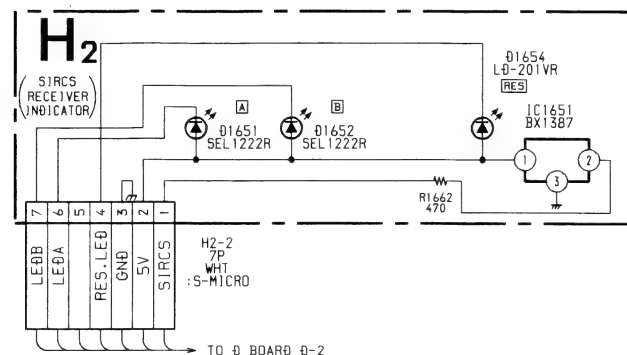 H2
(SIRCS
RECEIVER
INDICATOR)
D1654
LD-201VR
RES
A
D1651
SEL1222R
B
D1652
SEL1222R
IC1651
BX1387
1
2
3
R1662
470
7
6
5
4
3
2
1
LEDB
LEDA
RES.LED
GND
5V
SIRCS
H2-2
7P
WHT
:S-MICRO
TO D BOARD D-2